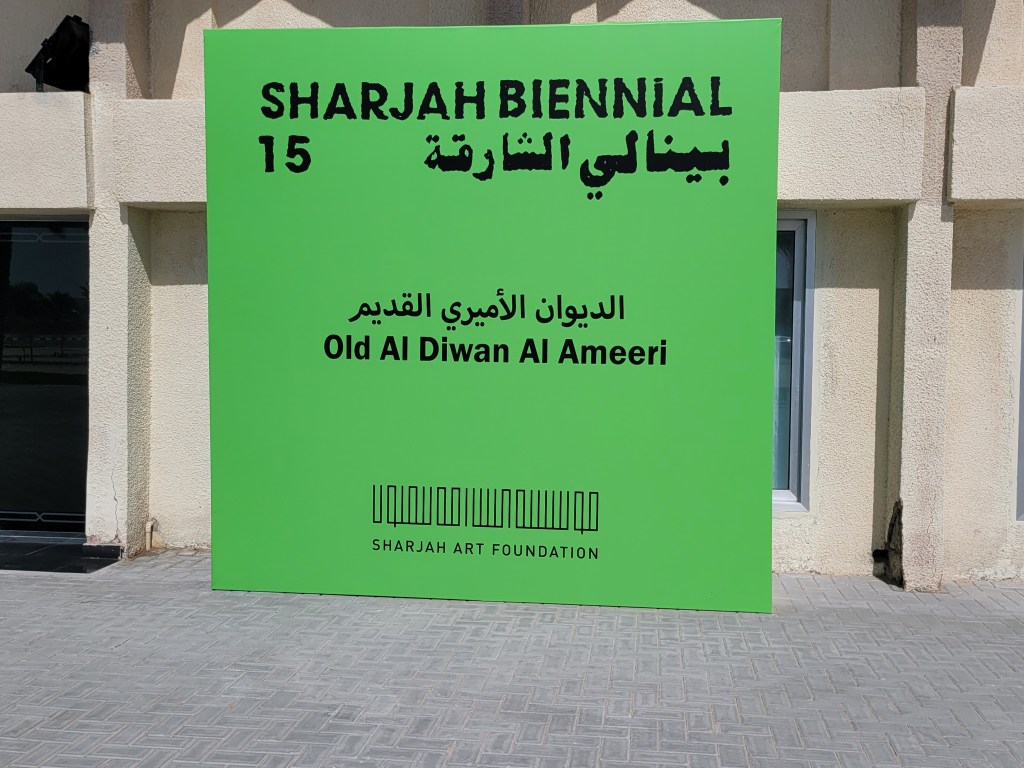 SHARJAH BIENNIAL
15 بينالي الشارقة
الديوان الأميري القديم
Old Al Diwan Al Ameeri
SHARJAH ART FOUNDATION